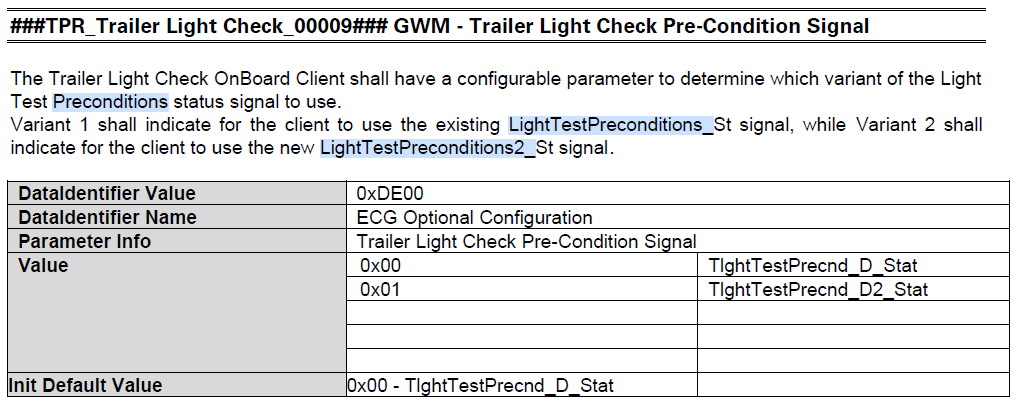 ###TPR_Trailer Light Check_00009### GWM - Trailer Light Check Pre-Condition Signal
The Trailer Light Check OnBoard Client shall have a configurable parameter to determine which variant of the Light
Test Preconditions status signal to use.
Variant 1 shall indicate for the client to use the existing LightTestPreconditions_St signal, while Variant 2 shall
indicate for the client to use the new LightTestPreconditions2_St signal.
DataIdentifier Value 0xDE00
DataIdentifier Name ECG Optional Configuration
Parameter Info Trailer Light Check Pre-Condition Signal
Value 0x00 TlghtTestPrecnd_D_Stat
0x01 TlghtTestPrecnd_D2_Stat
Init Default Value 0x00 - TlghtTestPrecnd_D_Stat